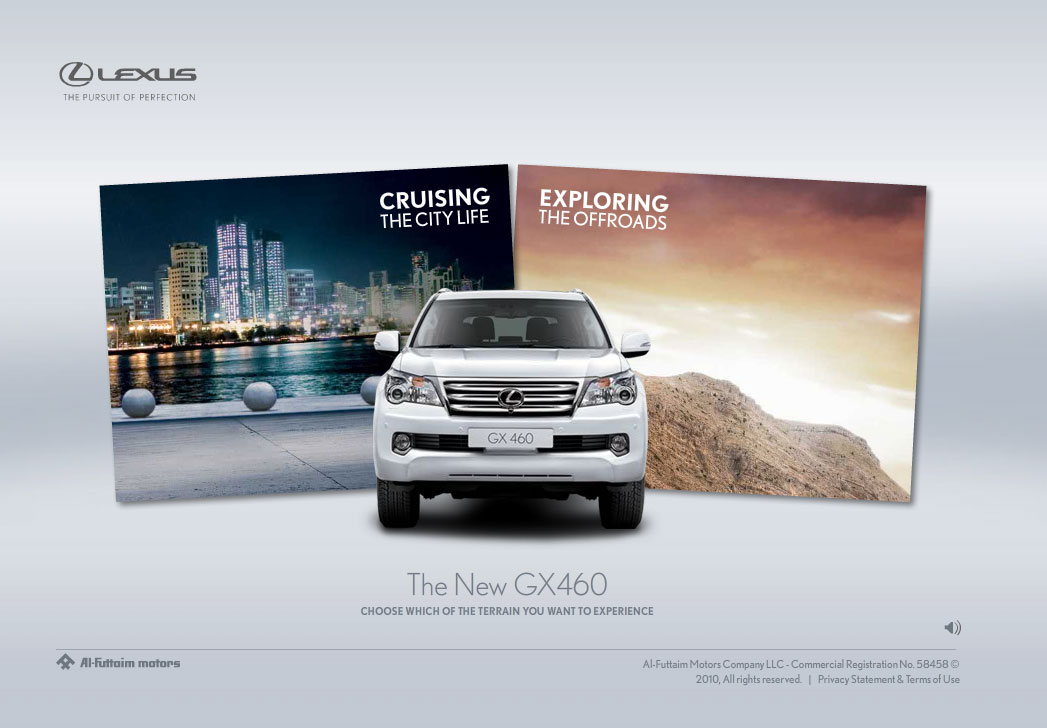 LEXUS
THE PURSUIT OF PERFECTION
CRUISING
THE CITY LIFE
EXPLORING
THE OFFROADS
GX 460
The New GX460
CHOOSE WHICH OF THE TERRAIN YOU WANT TO EXPERIENCE
Al-Futtaim motors
Al-Futtaim Motors Company LLC - Commercial Registration No. 58458 ©
2010, All rights reserved. | Privacy Statement & Terms of Use